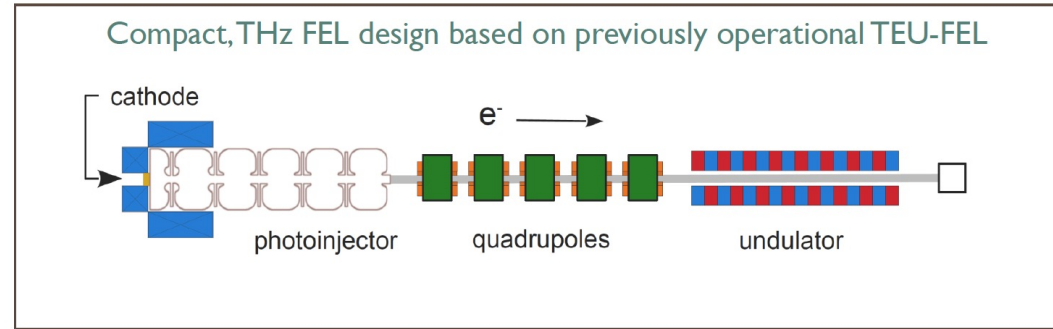 Compact, THz FEL design based on previously operational TEU-FEL
cathode
e-
photoinjector
quadrupoles
undulator